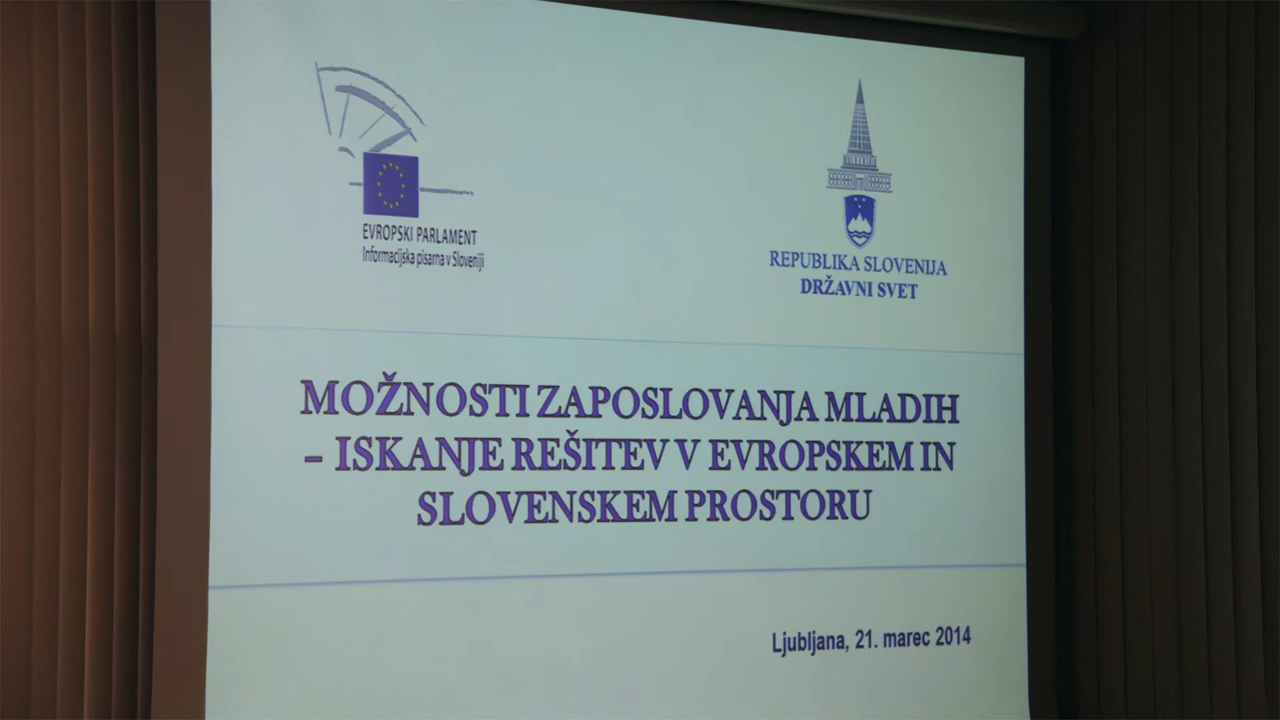 EVROPSKI PARLAMENT
Informacijska pisarna v Sloveniji
REPUBLIKA SLOVENIJA
DRŽAVNI SVET
MOŽNOSTI ZAPOSLOVANJA MLADIH
– ISKANJE REŠITEV V EVROPSKEM IN
SLOVENSKEM PROSTORU
Ljubljana, 21. marec 2014